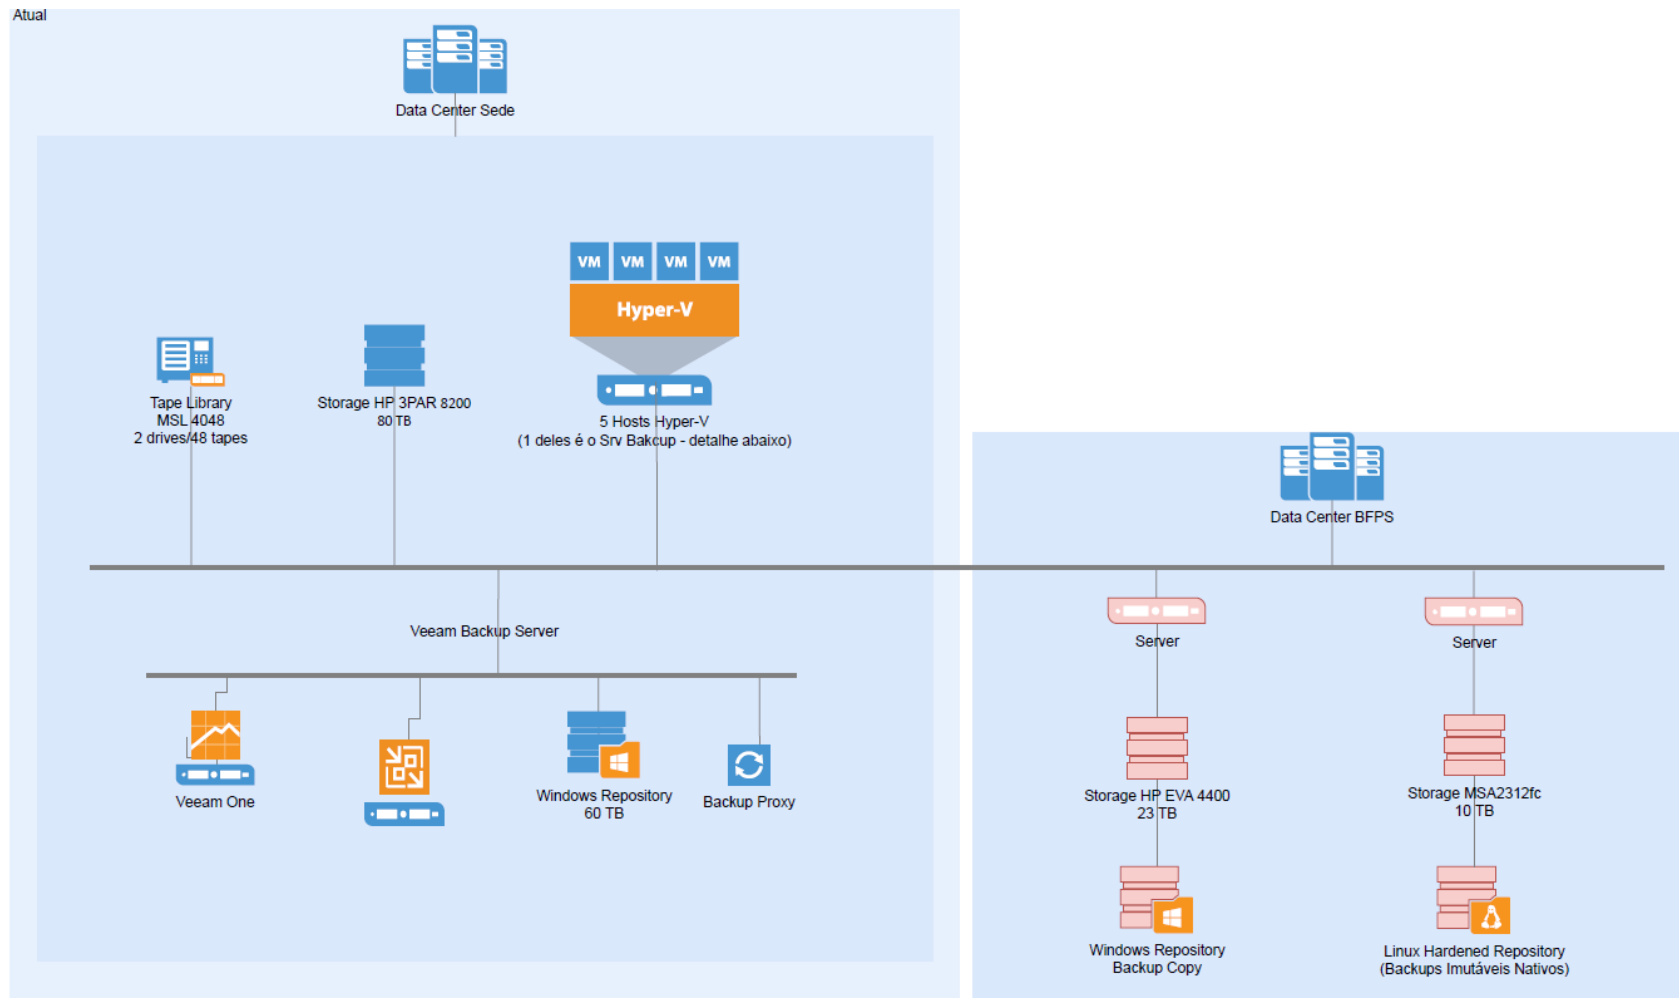 Atual
Data Center Sede
VM VM VM VM
Hyper-V
Tape Library
MSL 4048
2 drives/48 tapes
Storage HP 3PAR 8200
80 TB
5 Hosts Hyper-V
(1 deles é o Srv Bakcup - detalhe abaixo)
Data Center BFPS
Veeam Backup Server
Server
Server
Veeam One
Windows Repository
60 TB
Backup Proxy
Storage HP EVA 4400
23 TB
Storage MSA2312fc
10 TB
Windows Repository
Backup Copy
Linux Hardened Repository
(Backups Imutáveis Nativos)